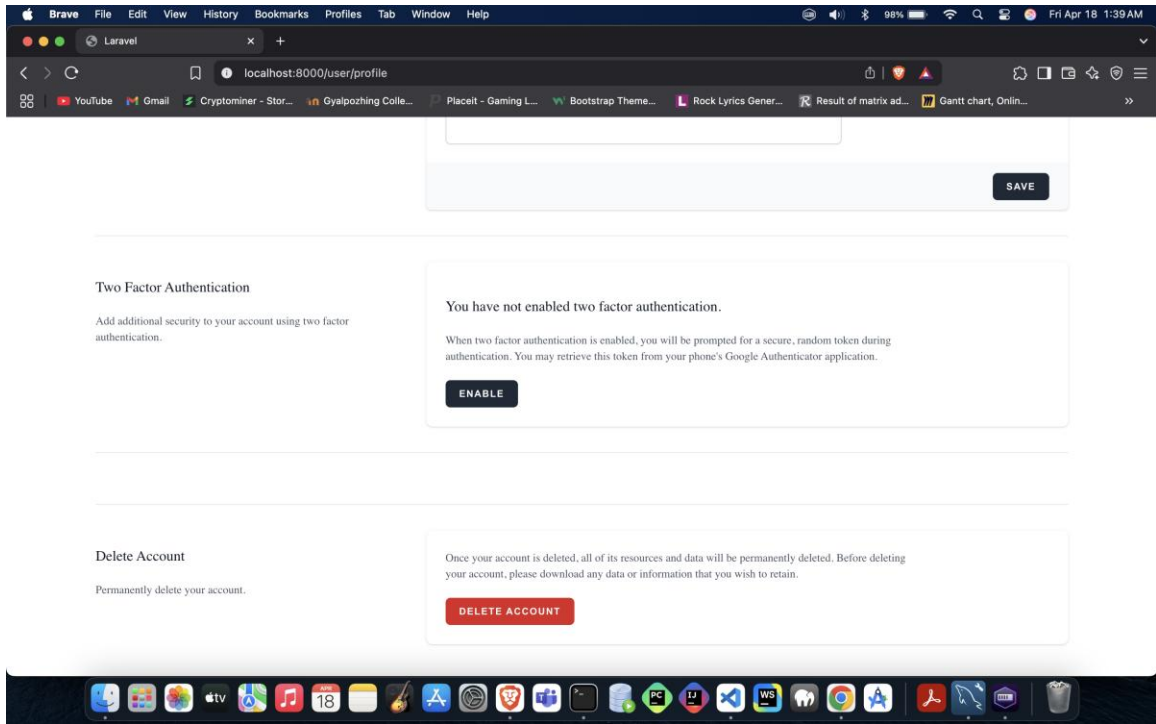 Brave File Edit View History Bookmarks Profiles Tab Window Help
98% Fri Apr 18 1:39 AM
Laravel
localhost:8000/user/profile
YouTube Gmail Cryptominer - Stor... Gyalpozhing Colle... Placeit - Gaming L... Bootstrap Theme... Rock Lyrics Gener... Result of matrix ad... Gantt chart, Onlin...
SAVE
Two Factor Authentication
Add additional security to your account using two factor
authentication.
You have not enabled two factor authentication.
When two factor authentication is enabled, you will be prompted for a secure, random token during
authentication. You may retrieve this token from your phone's Google Authenticator application.
ENABLE
Delete Account
Permanently delete your account.
Once your account is deleted, all of its resources and data will be permanently deleted. Before deleting
your account, please download any data or information that you wish to retain.
DELETE ACCOUNT
tv APR 18 PC IJ WS